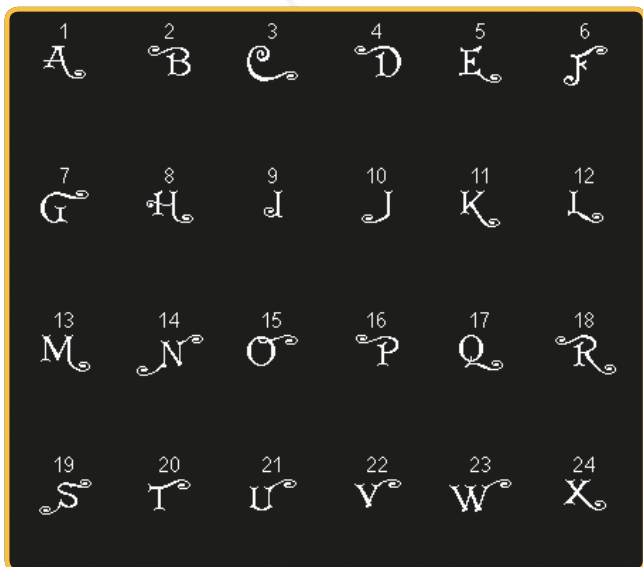 1 2 3 4 5 6
A B C D E F
7 8 9 10 11 12
G H I J K L
13 14 15 16 17 18
M N O P Q R
19 20 21 22 23 24
S T U V W X